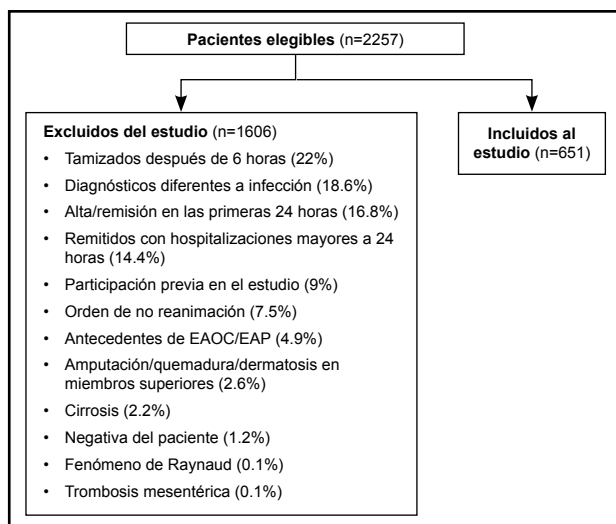 Pacientes elegibles (n=2257)
Excluidos del estudio (n=1606)
• Tamizados después de 6 horas (22%)
• Diagnósticos diferentes a infección (18.6%)
• Alta/remisión en las primeras 24 horas (16.8%)
• Remitidos con hospitalizaciones mayores a 24
horas (14.4%)
• Participación previa en el estudio (9%)
• Orden de no reanimación (7.5%)
• Antecedentes de EAOC/EAP (4.9%)
• Amputación/quemadura/dermatosis en
miembros superiores (2.6%)
• Cirrosis (2.2%)
• Negativa del paciente (1.2%)
• Fenómeno de Raynaud (0.1%)
• Trombosis mesentérica (0.1%)
Incluidos al
estudio (n=651)